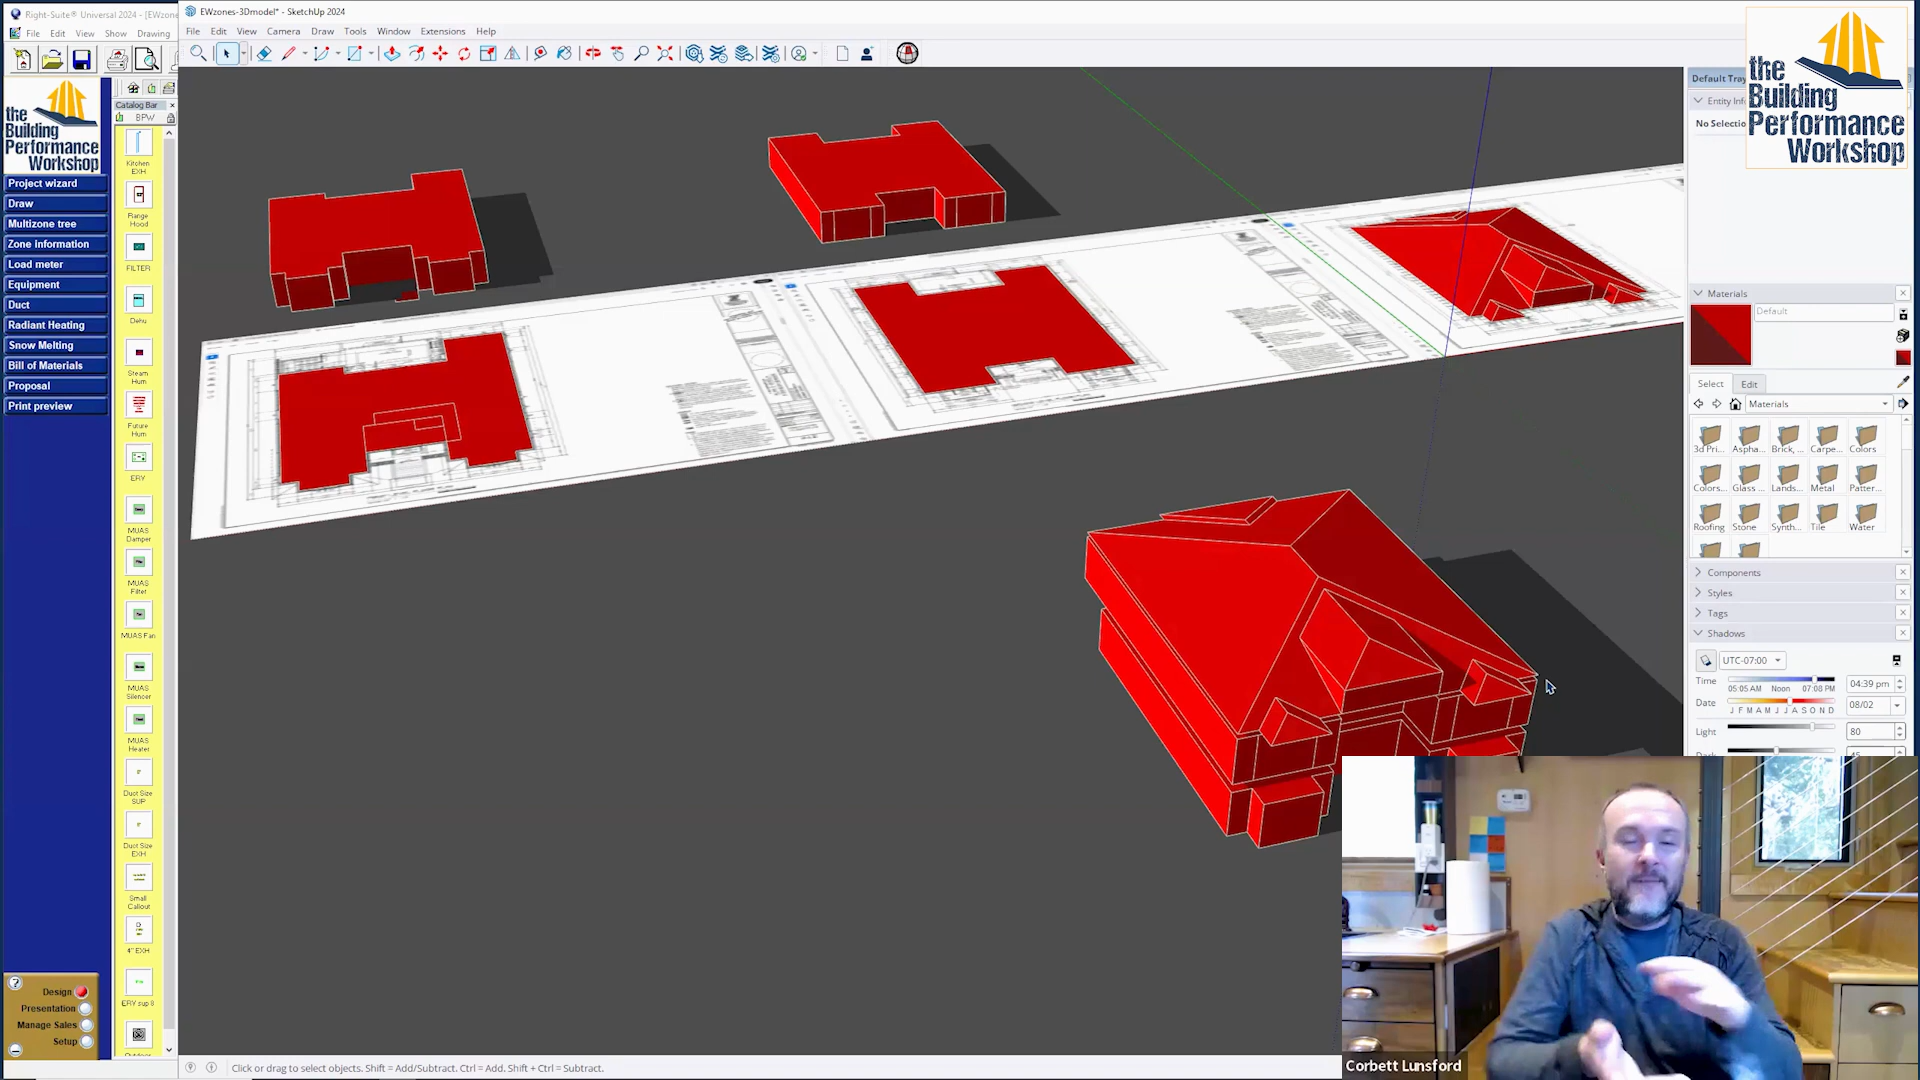 Right-Suite® Universal 2024 - [EWzone
File Edit View Show Drawing
the
Building
Performance
Workshop
Project wizard
Draw
Multizone tree
Zone information
Load meter
Equipment
Duct
Radiant Heating
Snow Melting
Bill of Materials
Proposal
Print preview
Design
Presentation
Manage Sales
Setup
Catalog Bar
BPW
Kitchen
EXH
Range
Hood
FILTER
Dehu
Steam
Hum
Future
Hum
ERY
MUAS
Damper
MUAS
Filter
MUAS Fan
MUAS
Silencer
MUAS
Heater
Duct Size
SUP
Duct Size
EXH
Small
Callout
4" EXH
ERY sup 8
EWzones-3Dmodel* - SketchUp 2024
File Edit View Camera Draw Tools Window Extensions Help
Click or drag to select objects. Shift = Add/Subtract. Ctrl = Add. Shift + Ctrl = Subtract.
Default Tray
Entity Info
No Selectio
the
Building
Performance
Workshop
Materials
Default
Select Edit
Materials
3d Pri... Aspha... Brick, ... Carpe... Colors
Colors... Glass ... Lands... Metal Patter...
Roofing Stone Synth... Tile Water
Components
Styles
Tags
Shadows
UTC-07:00
Time 05:05 AM Noon 07:08 PM 04:39 pm
Date J F M A M J J A S O N D 08/02
Light 80
Dark 45
Corbett Lunsford